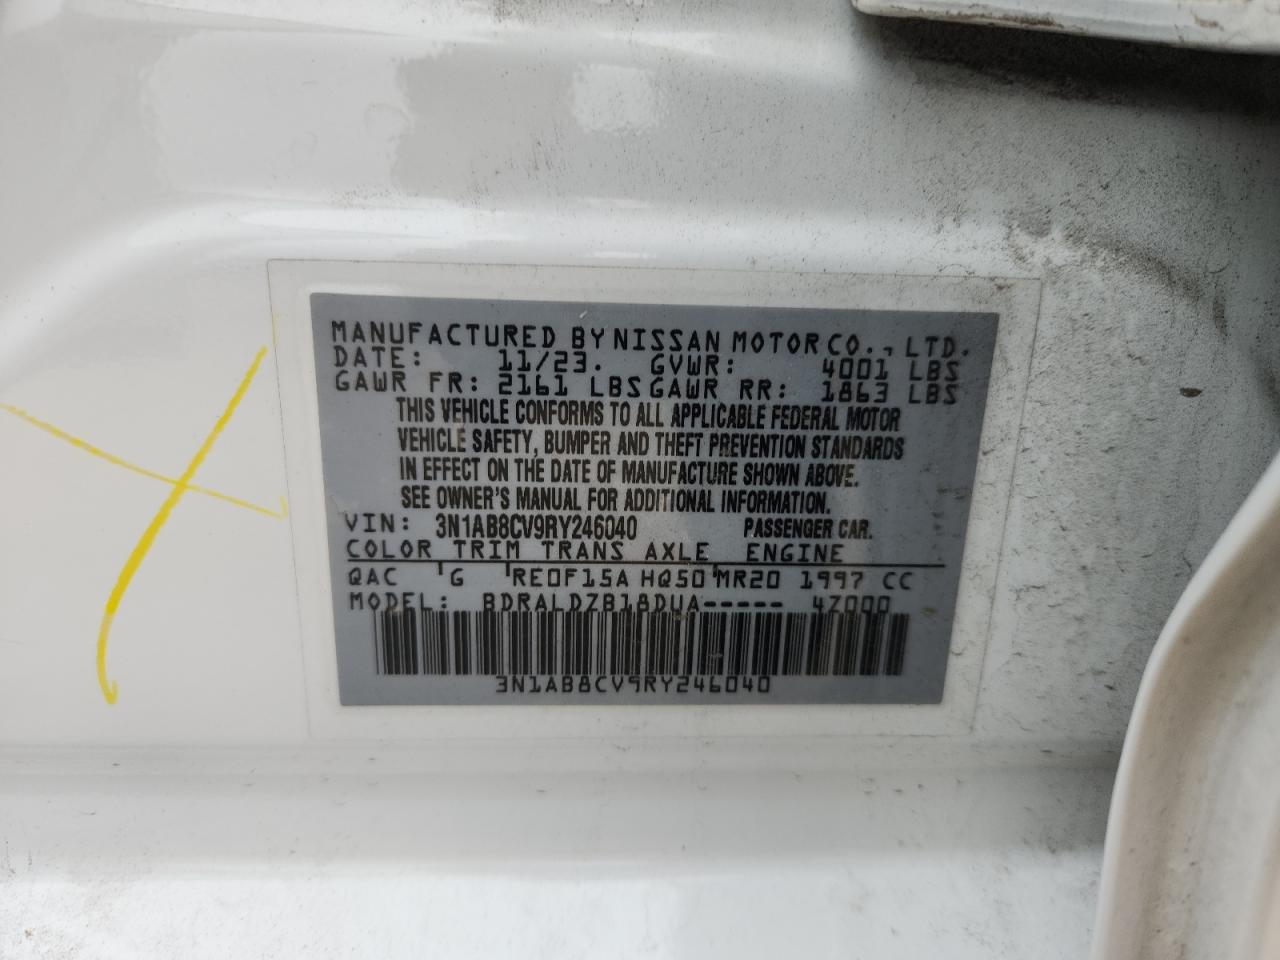 MANUFACTURED BY NISSAN MOTOR CO., LTD.
DATE: 11/23. GVWR: 4001 LBS
GAWR FR: 2161 LBS GAWR RR: 1863 LBS
THIS VEHICLE CONFORMS TO ALL APPLICABLE FEDERAL MOTOR
VEHICLE SAFETY, BUMPER AND THEFT PREVENTION STANDARDS
IN EFFECT ON THE DATE OF MANUFACTURE SHOWN ABOVE.
SEE OWNER'S MANUAL FOR ADDITIONAL INFORMATION.
VIN: 3N1AB8CV9RY246040 PASSENGER CAR.
COLOR TRIM TRANS AXLE ENGINE
QAC G RE0F15A HQ50 MR20 1997 CC
MODEL: BDRALDZB18DUA----- 4Z000
3N1AB8CV9RY246040